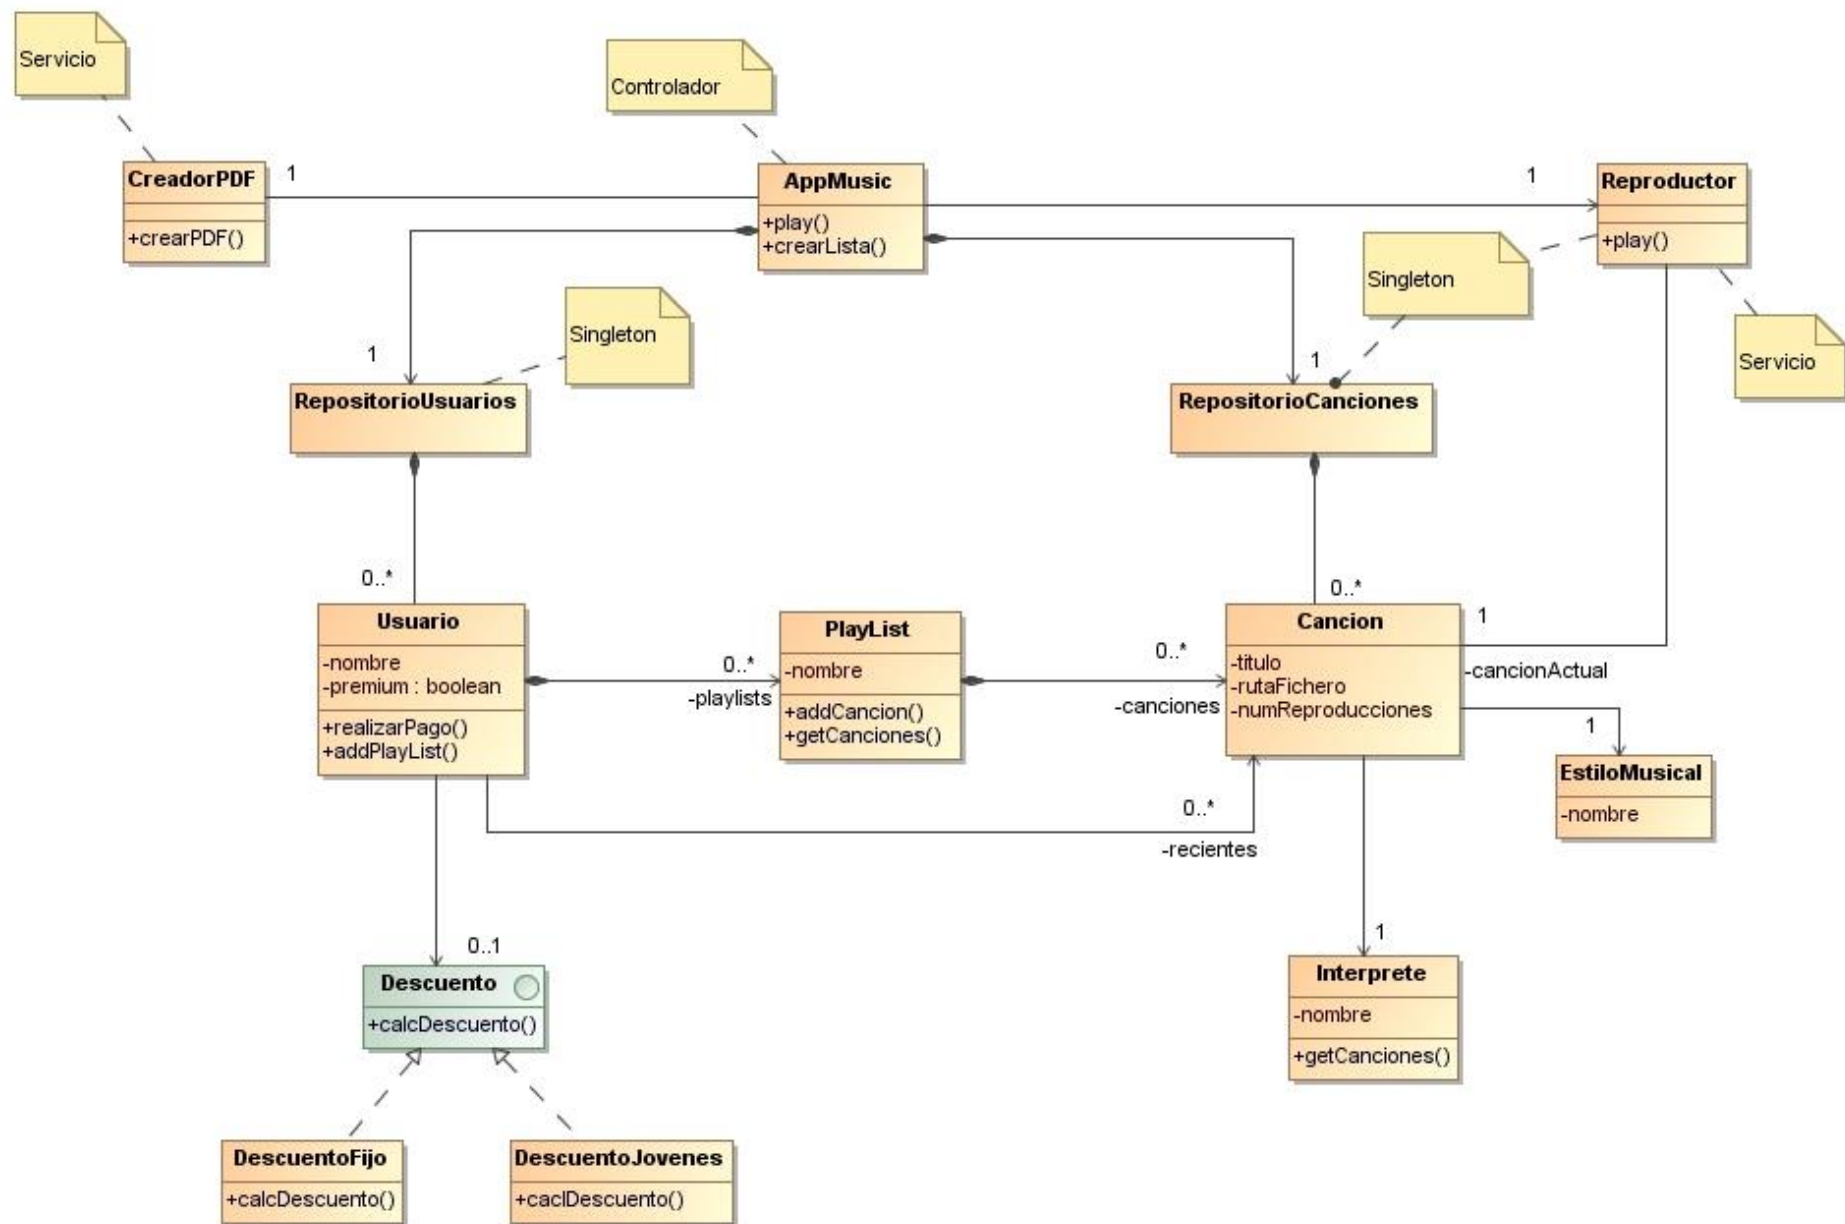 Servicio
Controlador
CreadorPDF
+crearPDF()
1
AppMusic
+play()
+crearLista()
1
Reproductor
+play()
Singleton
Singleton
Servicio
1
RepositorioUsuarios
1
RepositorioCanciones
0..*
Usuario
-nombre
-premium : boolean
+realizarPago()
+addPlayList()
0..*
-playlists
PlayList
-nombre
+addCancion()
+getCanciones()
0..*
-canciones
0..*
Cancion
-titulo
-rutaFichero
-numReproducciones
1
-cancionActual
1
EstiloMusical
-nombre
0..*
-recientes
0..1
Descuento
+calcDescuento()
1
Interprete
-nombre
+getCanciones()
DescuentoFijo
+calcDescuento()
DescuentoJovenes
+caclDescuento()